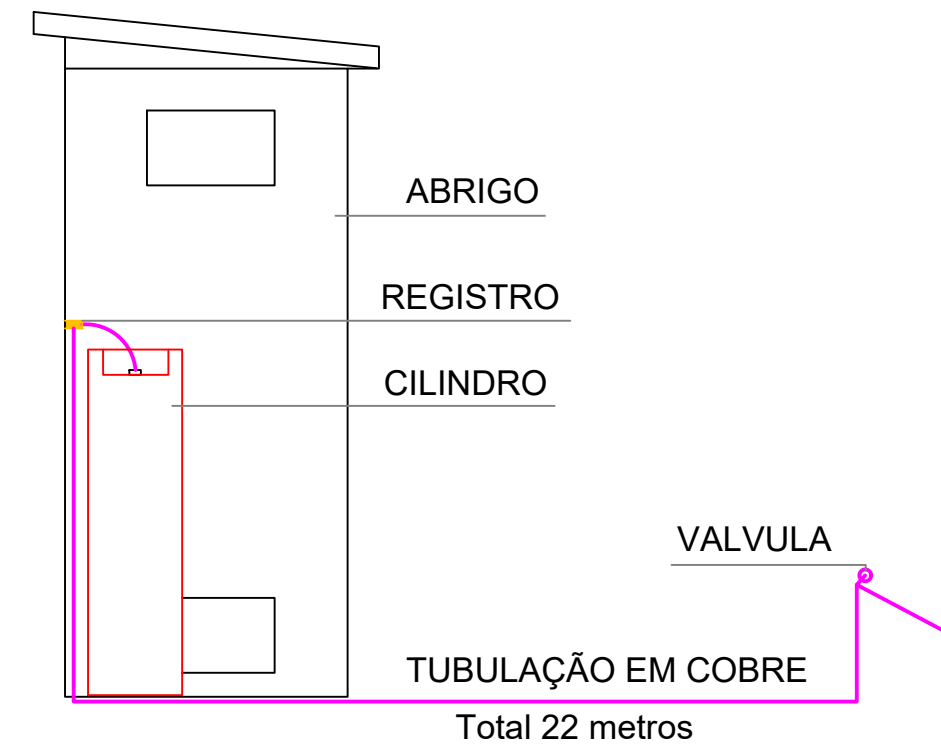 ABRIGO
REGISTRO
CILINDRO
VALVULA
TUBULAÇÃO EM COBRE
Total 22 metros